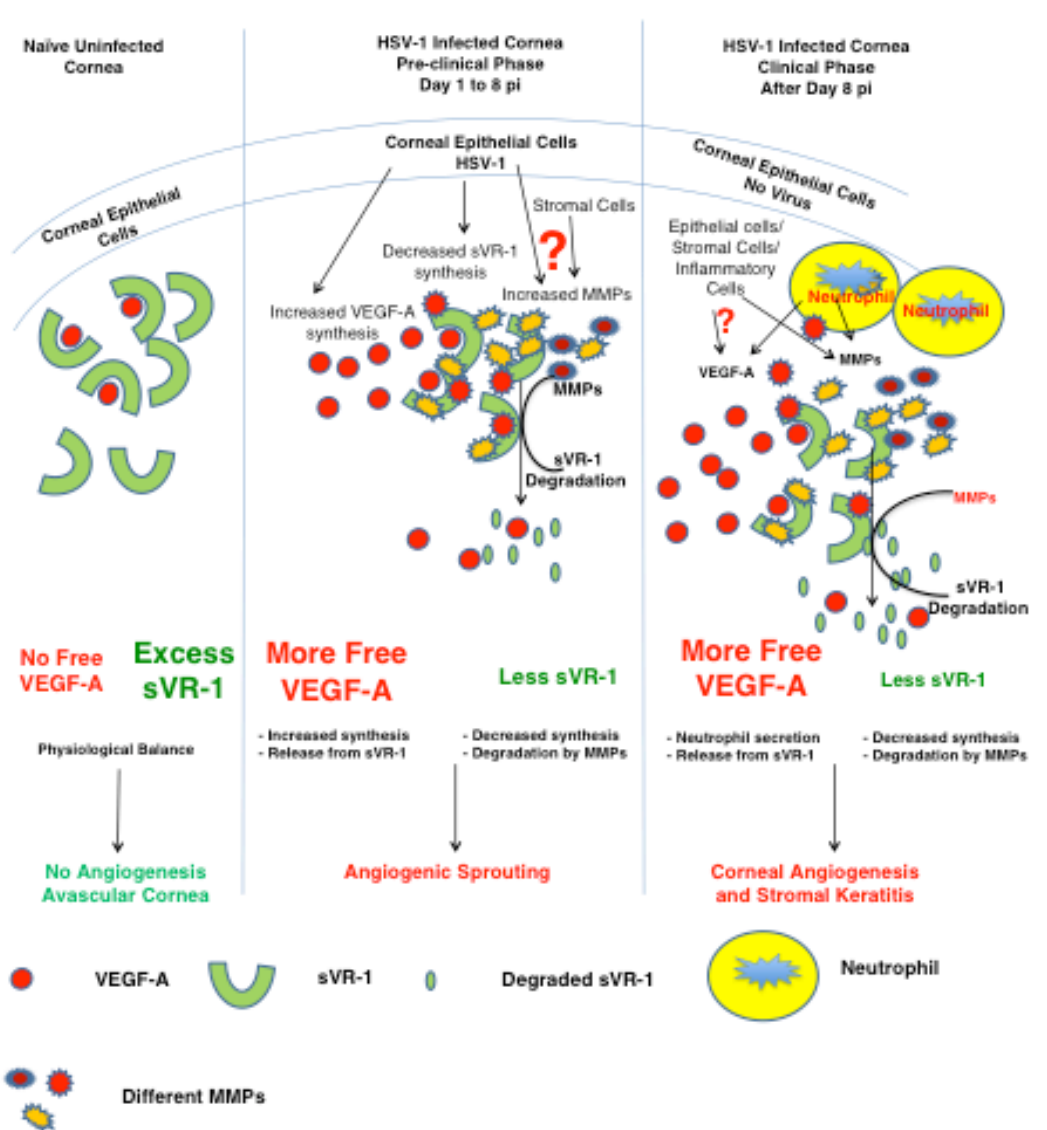 Naïve Uninfected
Cornea
HSV-1 Infected Cornea
Pre-clinical Phase
Day 1 to 8 pi
HSV-1 Infected Cornea
Clinical Phase
After Day 8 pi
Corneal Epithelial
Cells
Corneal Epithelial Cells
HSV-1
Stromal Cells
Decreased sVR-1
synthesis
?
Increased MMPs
Increased VEGF-A
synthesis
MMPs
sVR-1
Degradation
Corneal Epithelial Cells
No Virus
Epithelial cells/
Stromal Cells/
Inflammatory
Cells
?
Neutrophil
Neutrophil
VEGF-A
MMPs
MMPs
sVR-1
Degradation
No Free
VEGF-A
Excess
sVR-1
More Free
VEGF-A
Less sVR-1
More Free
VEGF-A
Less sVR-1
Physiological Balance
- Increased synthesis
- Release from sVR-1
- Decreased synthesis
- Degradation by MMPs
- Neutrophil secretion
- Release from sVR-1
- Decreased synthesis
- Degradation by MMPs
No Angiogenesis
Avascular Cornea
Angiogenic Sprouting
Corneal Angiogenesis
and Stromal Keratitis
VEGF-A
sVR-1
Degraded sVR-1
Neutrophil
Different MMPs